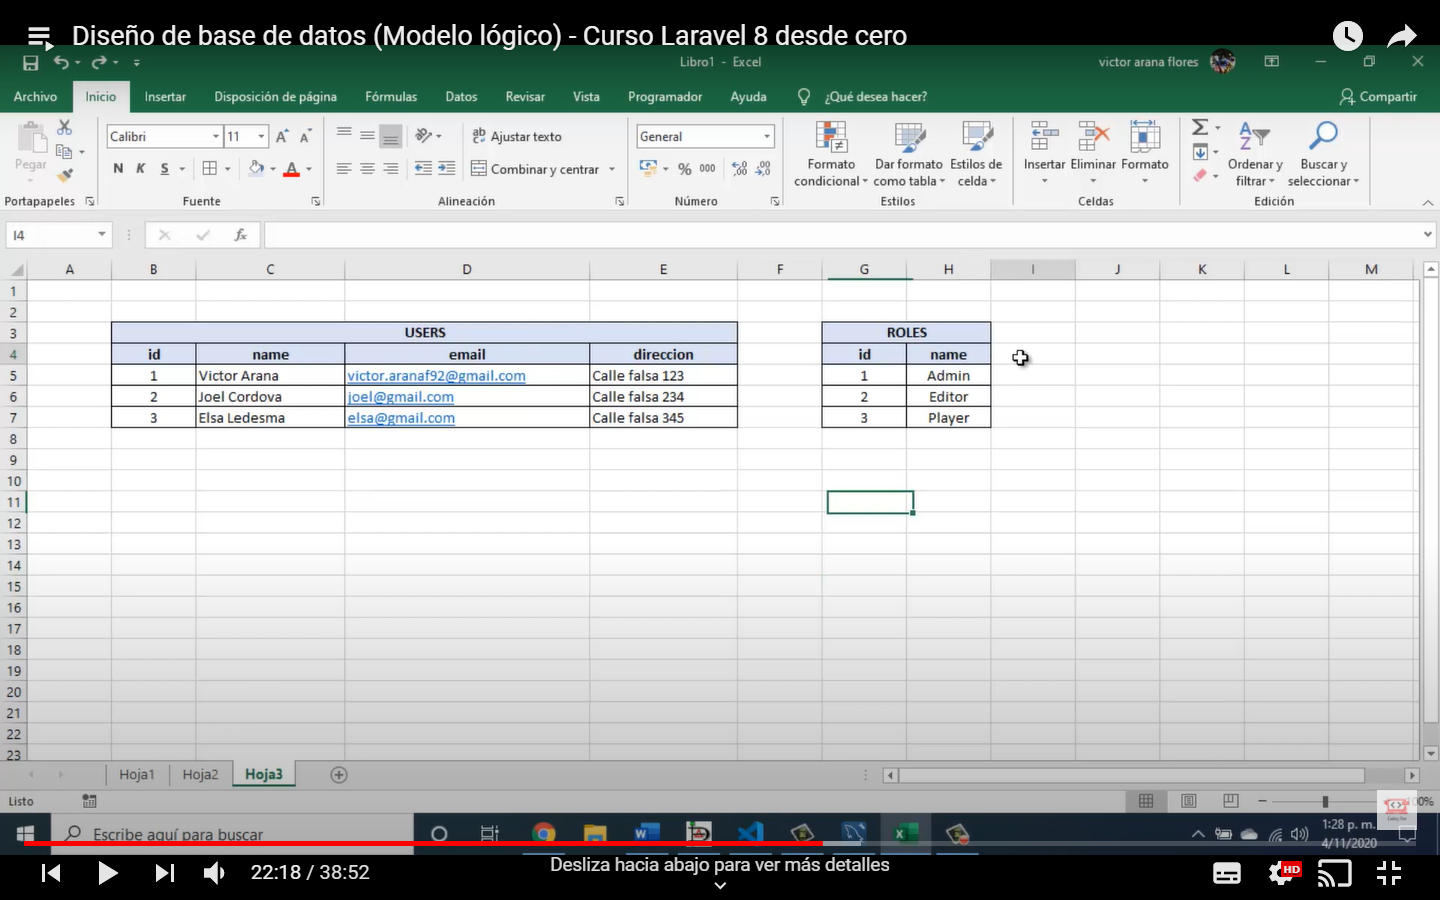 Diseño de base de datos (Modelo lógico) - Curso Laravel 8 desde cero
Libro1 - Excel
victor arana flores
Archivo Inicio Insertar Disposición de página Fórmulas Datos Revisar Vista Programador Ayuda ¿Qué desea hacer? Compartir
Pegar
Calibri 11
N K S
Ajustar texto
Combinar y centrar
General
% 000
Formato condicional
Dar formato como tabla
Estilos de celda
Insertar Eliminar Formato
Ordenar y filtrar
Buscar y seleccionar
Portapapeles Fuente Alineación Número Estilos Celdas Edición
I4 fx
A B C D E F G H I J K L M
1
2
3 USERS ROLES
4 id name email direccion id name
5 1 Victor Arana victor.aranaf92@gmail.com Calle falsa 123 1 Admin
6 2 Joel Cordova joel@gmail.com Calle falsa 234 2 Editor
7 3 Elsa Ledesma elsa@gmail.com Calle falsa 345 3 Player
8
9
10
11
12
13
14
15
16
17
18
19
20
21
22
23
Hoja1 Hoja2 Hoja3
Listo
Escribe aquí para buscar
1:28 p. m.
4/11/2020
22:18 / 38:52
Desliza hacia abajo para ver más detalles
HD